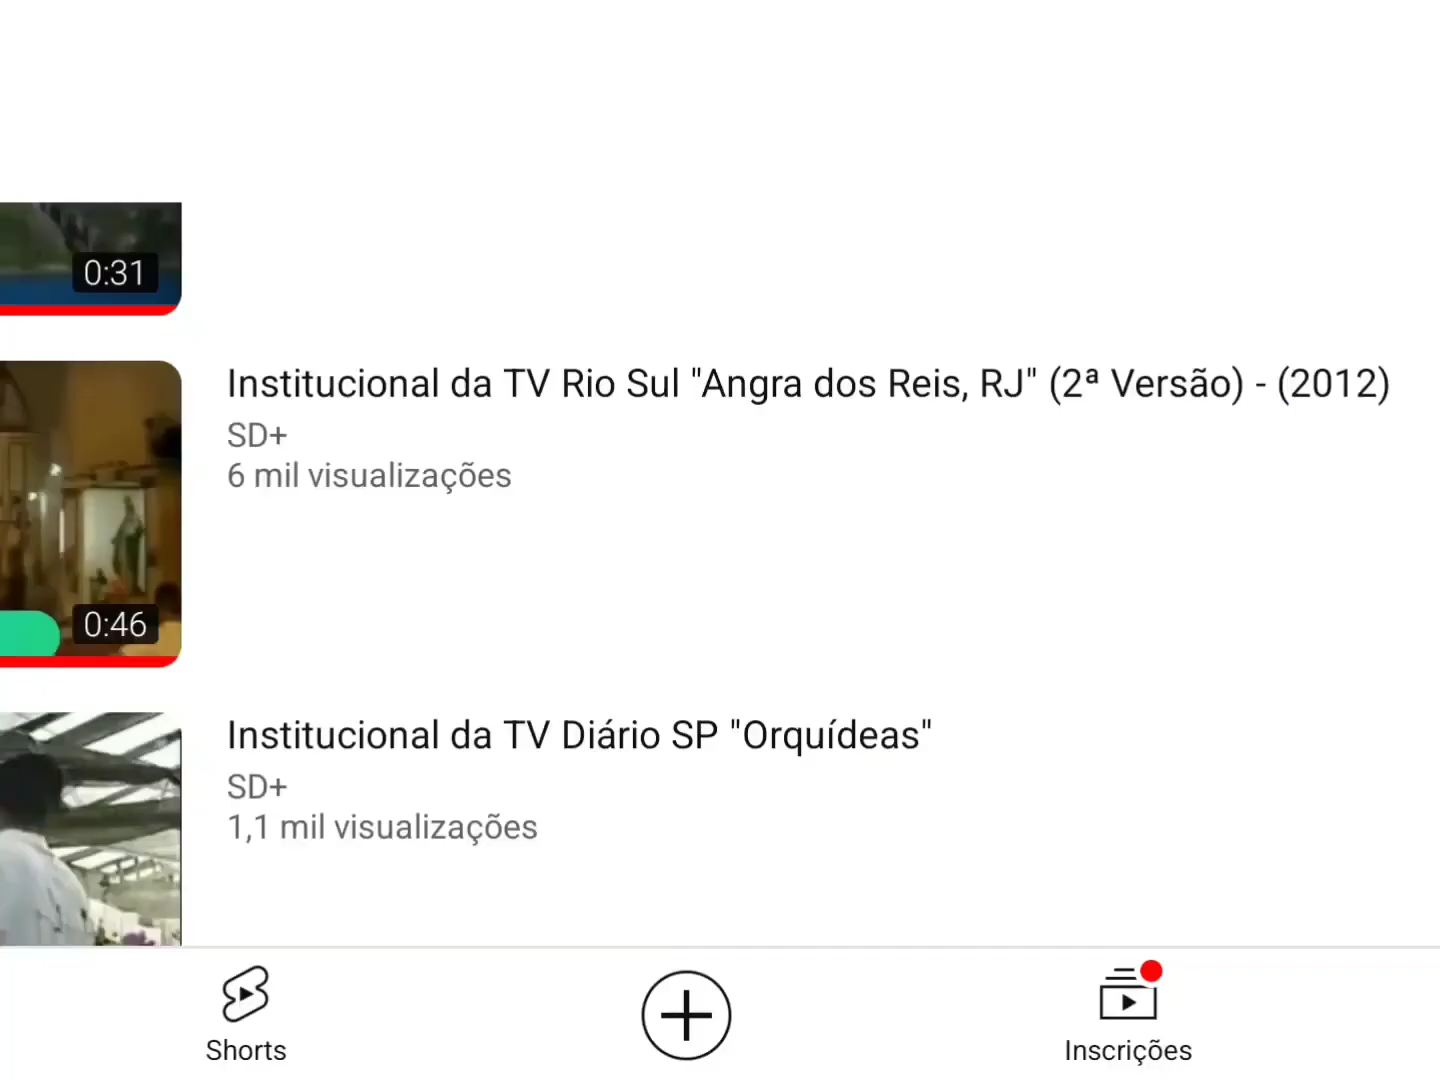 0:31
Institucional da TV Rio Sul "Angra dos Reis, RJ" (2ª Versão) - (2012)
SD+
6 mil visualizações
0:46
Institucional da TV Diário SP "Orquídeas"
SD+
1,1 mil visualizações
Shorts
Inscrições